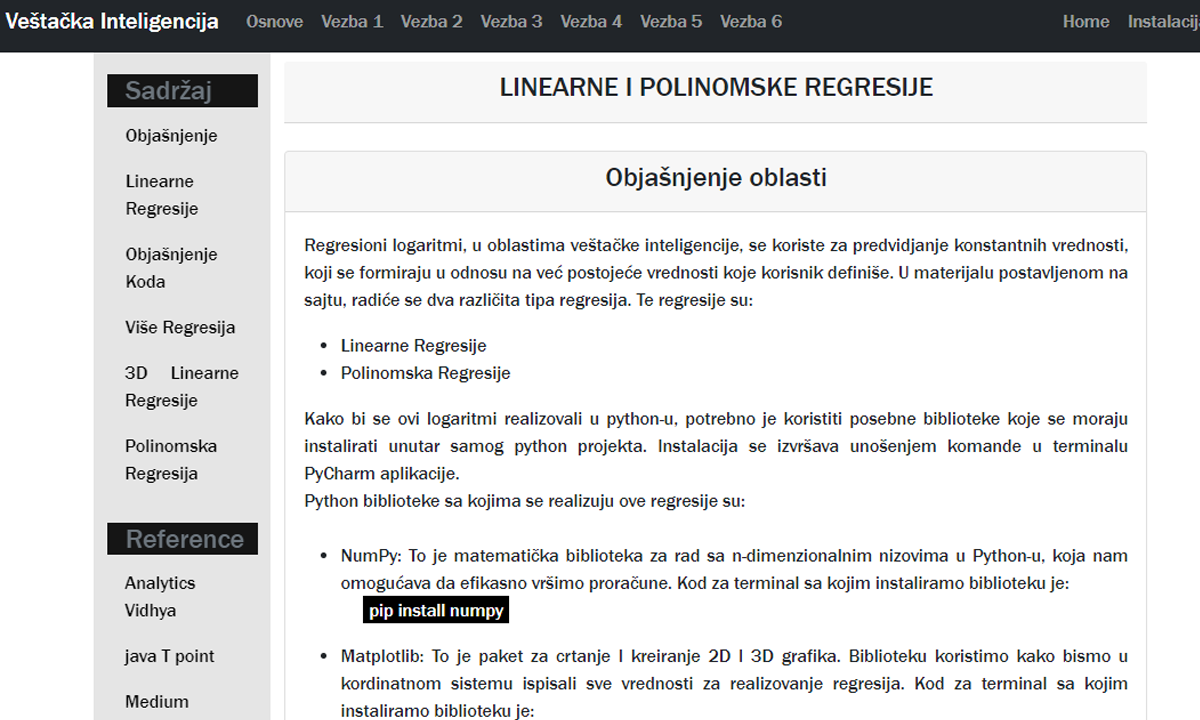 Veštačka Inteligencija Osnove Vezba 1 Vezba 2 Vezba 3 Vezba 4 Vezba 5 Vezba 6 Home Instalacij
Sadržaj
Objašnjenje
Linearne
Regresije
Objašnjenje
Koda
Više Regresija
3D Linearne
Regresije
Polinomska
Regresija
Reference
Analytics
Vidhya
java T point
Medium
LINEARNE I POLINOMSKE REGRESIJE
Objašnjenje oblasti
Regresioni logaritmi, u oblastima veštačke inteligencije, se koriste za predvidjanje konstantnih vrednosti,
koji se formiraju u odnosu na već postojeće vrednosti koje korisnik definiše. U materijalu postavljenom na
sajtu, radiće se dva različita tipa regresija. Te regresije su:
• Linearne Regresije
• Polinomska Regresije
Kako bi se ovi logaritmi realizovali u python-u, potrebno je koristiti posebne biblioteke koje se moraju
instalirati unutar samog python projekta. Instalacija se izvršava unošenjem komande u terminalu
PyCharm aplikacije.
Python biblioteke sa kojima se realizuju ove regresije su:
• NumPy: To je matematička biblioteka za rad sa n-dimenzionalnim nizovima u Python-u, koja nam
omogućava da efikasno vršimo proračune. Kod za terminal sa kojim instaliramo biblioteku je:
pip install numpy
• Matplotlib: To je paket za crtanje I kreiranje 2D I 3D grafika. Biblioteku koristimo kako bismo u
kordinatnom sistemu ispisali sve vrednosti za realizovanje regresija. Kod za terminal sa kojim
instaliramo biblioteku je: